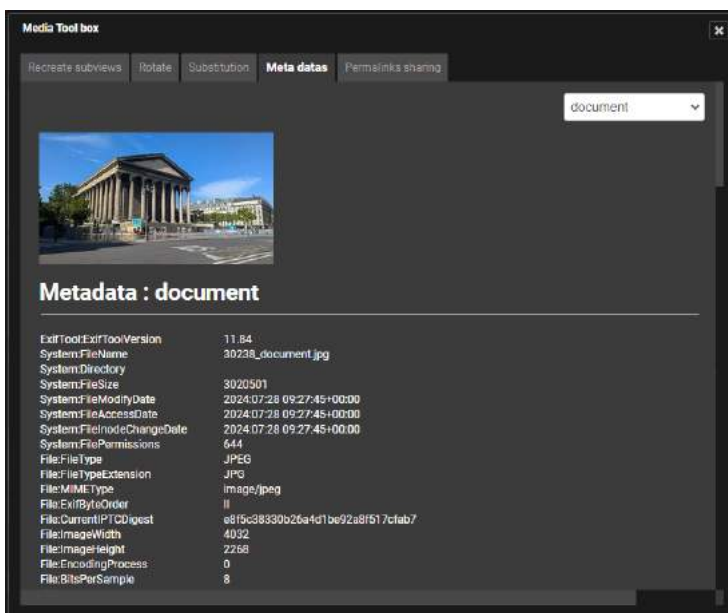 Media Tool box
Recreate subviews Rotate Substitution Meta datas Permalinks sharing
document
Metadata : document
ExifTool:ExifToolVersion 11.84
System:FileName 30238_document.jpg
System:Directory
System:FileSize 3020501
System:FileModifyDate 2024:07:28 09:27:45+00:00
System:FileAccessDate 2024:07:28 09:27:45+00:00
System:FileInodeChangeDate 2024:07:28 09:27:45+00:00
System:FilePermissions 644
File:FileType JPEG
File:FileTypeExtension JPG
File:MIMEType image/jpeg
File:ExifByteOrder II
File:CurrentIPTCDigest e8f5c38330b26a4d1be92a8f517cfab7
File:ImageWidth 4032
File:ImageHeight 2268
File:EncodingProcess 0
File:BitsPerSample 8